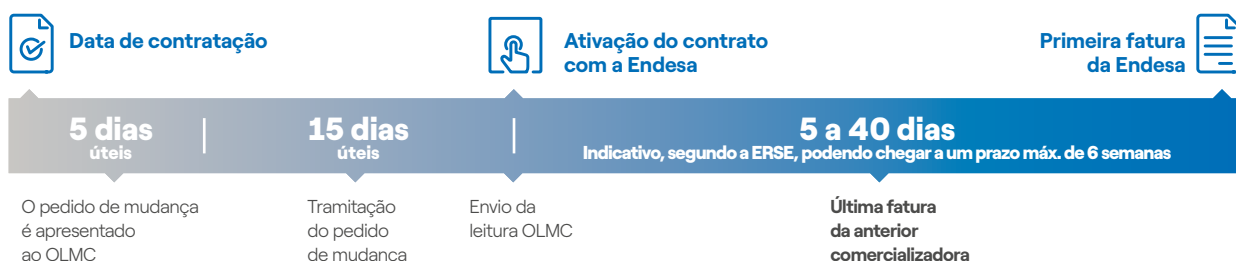 Data de contratação
Ativação do contrato
com a Endesa
Primeira fatura
da Endesa
5 dias
úteis
15 dias
úteis
5 a 40 dias
Indicativo, segundo a ERSE, podendo chegar a um prazo máx. de 6 semanas
O pedido de mudança
é apresentado
ao OLMC
Tramitação
do pedido
de mudança
Envio da
leitura OLMC
Última fatura
da anterior
comercializadora